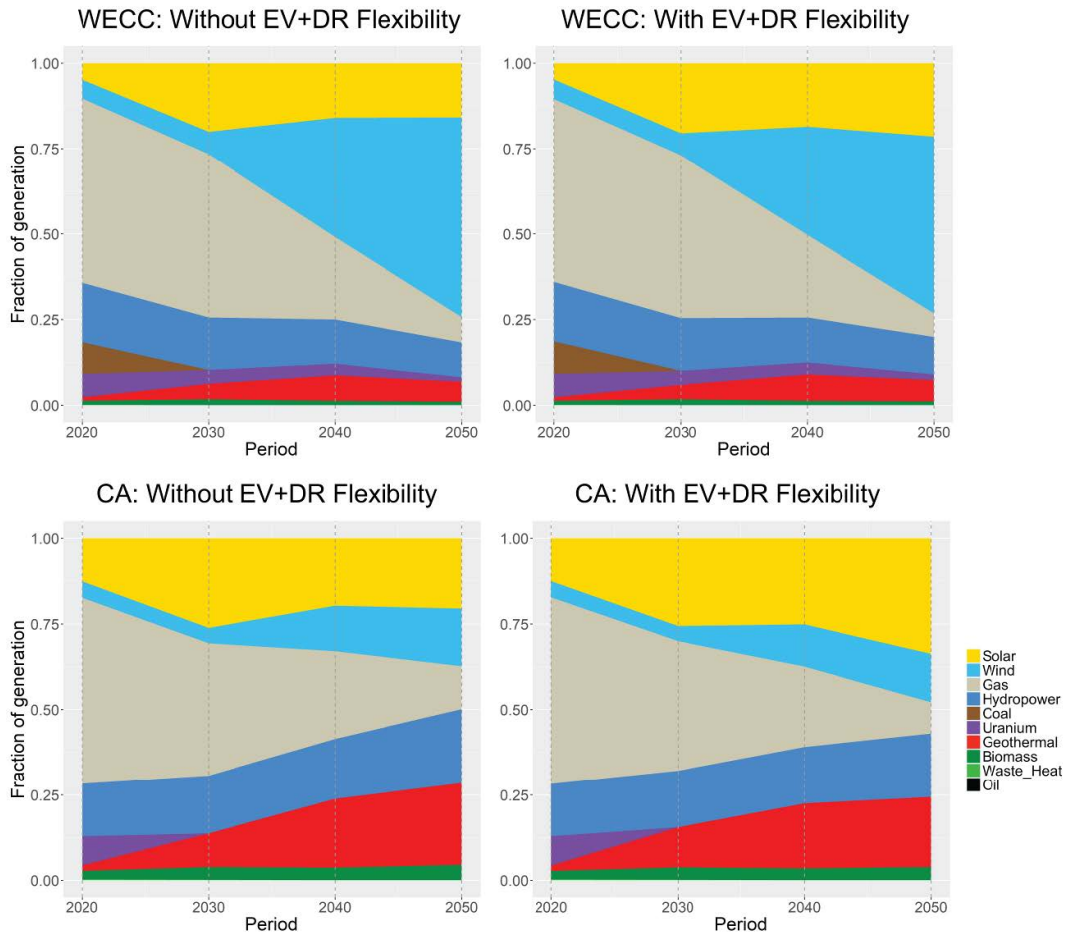 WECC: Without EV+DR Flexibility
WECC: With EV+DR Flexibility
Fraction of generation
1.00
0.75
0.50
0.25
0.00
2020 2030 2040 2050
Period
1.00
0.75
0.50
0.25
0.00
2020 2030 2040 2050
Period
CA: Without EV+DR Flexibility
CA: With EV+DR Flexibility
Fraction of generation
1.00
0.75
0.50
0.25
0.00
2020 2030 2040 2050
Period
1.00
0.75
0.50
0.25
0.00
2020 2030 2040 2050
Period
Solar
Wind
Gas
Hydropower
Coal
Uranium
Geothermal
Biomass
Waste_Heat
Oil